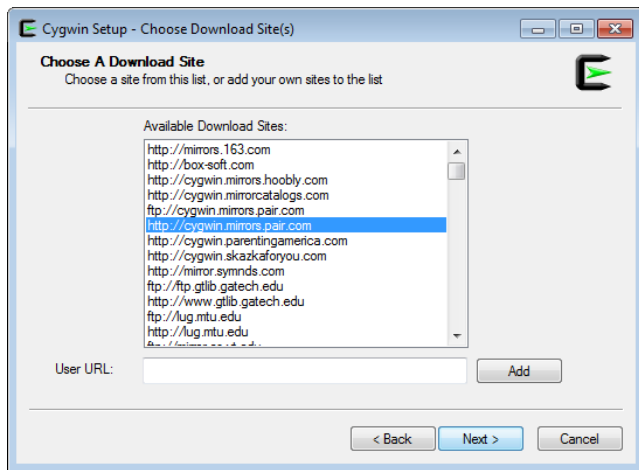 Cygwin Setup - Choose Download Site(s)
Choose A Download Site
Choose a site from this list, or add your own sites to the list
Available Download Sites:
http://mirrors.163.com
http://box-soft.com
http://cygwin.mirrors.hoobly.com
http://cygwin.mirrorcatalogs.com
ftp://cygwin.mirrors.pair.com
http://cygwin.mirrors.pair.com
http://cygwin.parentingamerica.com
http://cygwin.skazkaforyou.com
http://mirror.symnds.com
ftp://ftp.gtlib.gatech.edu
http://www.gtlib.gatech.edu
ftp://lug.mtu.edu
http://lug.mtu.edu
User URL:
Add
< Back
Next >
Cancel